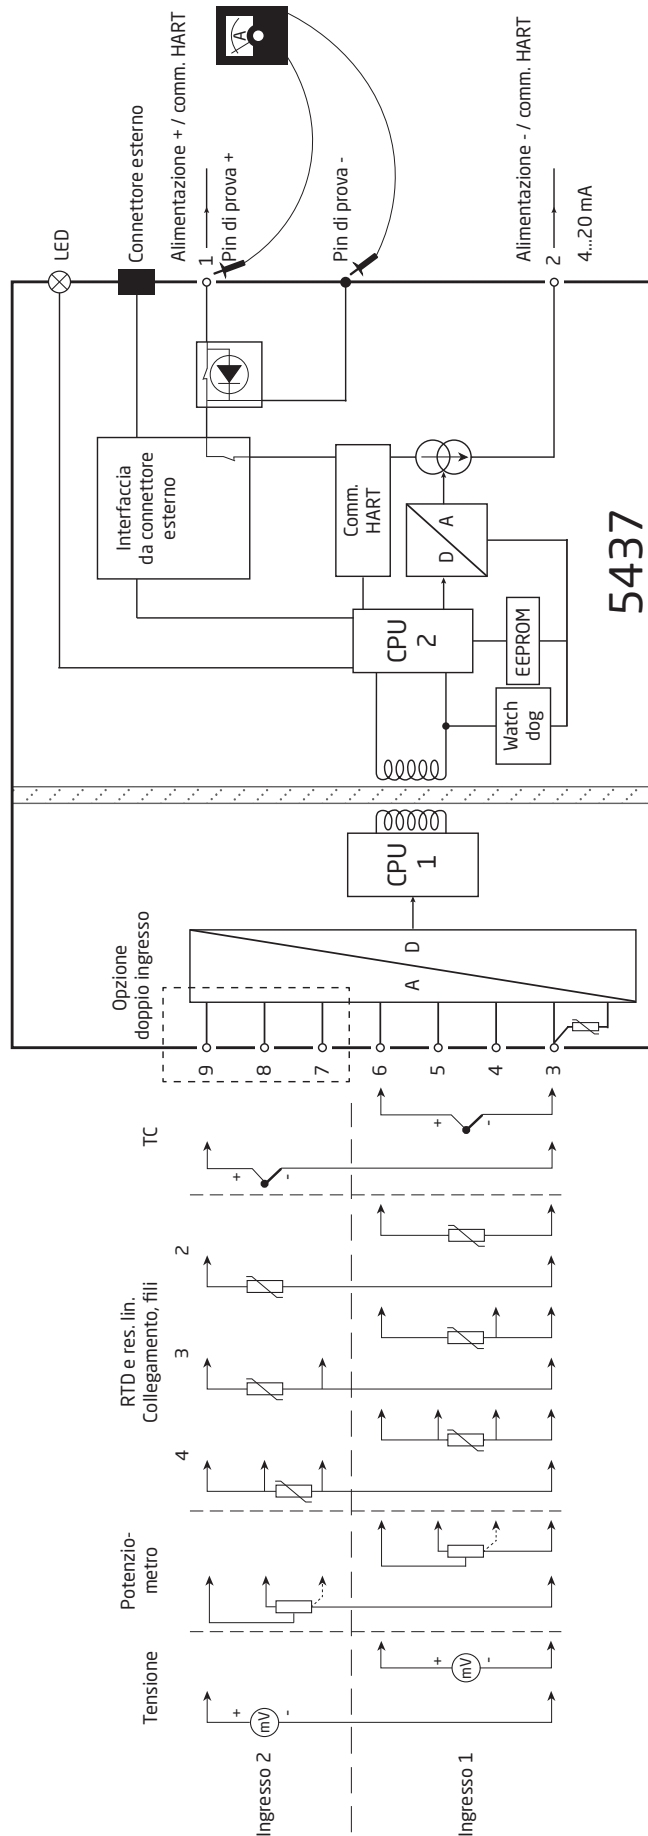 Ingresso 2
Ingresso 1
Tensione
+
mV
-
+
mV
-
Potenzio-
metro
RTD e res. lin.
Collegamento, fili
4
3
2
TC
+
-
+
-
Opzione
doppio ingresso
9
8
7
6
5
4
3
A
D
CPU
1
CPU
2
Watch
dog
EEPROM
D
A
Comm.
HART
Interfaccia
da connettore
esterno
LED
Connettore esterno
Alimentazione + / comm. HART
1
Pin di prova +
Pin di prova -
A
Alimentazione - / comm. HART
2
4...20 mA
5437